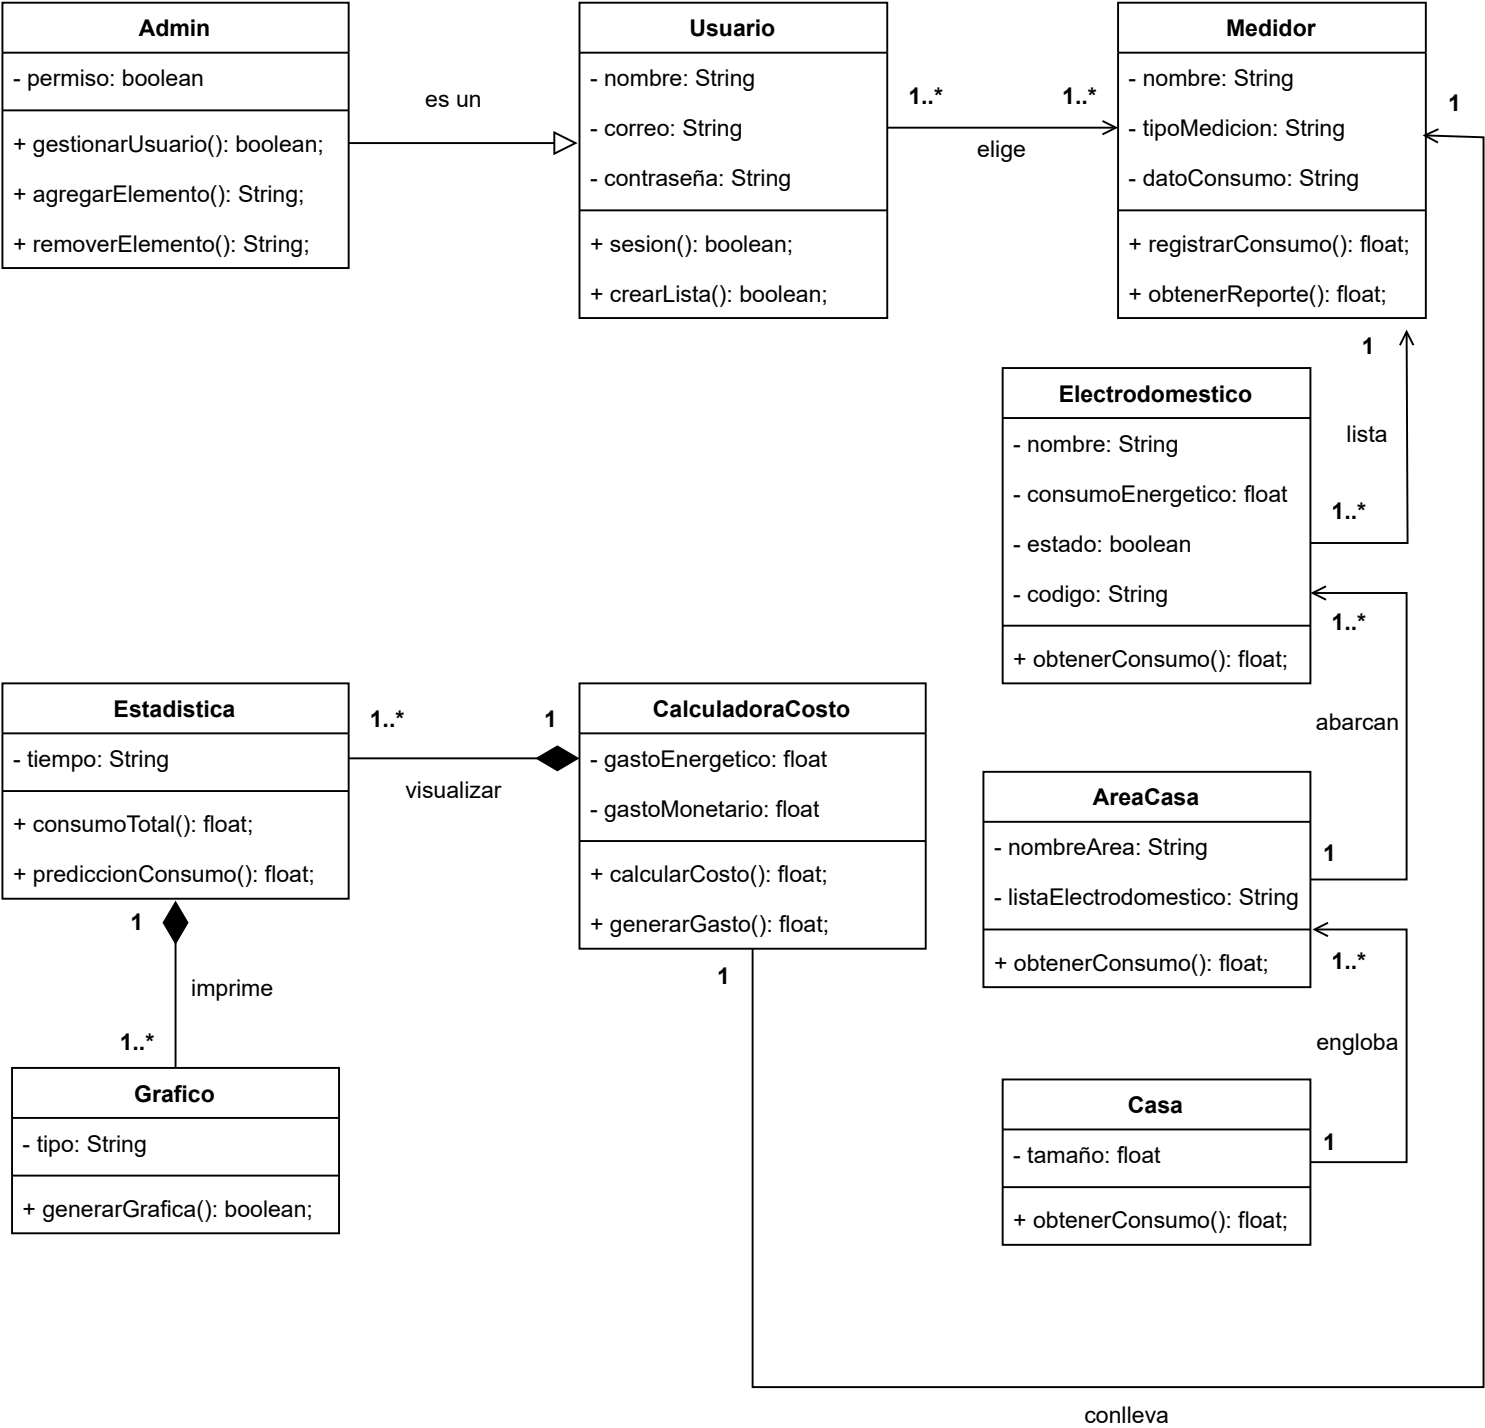 Admin
- permiso: boolean
+ gestionarUsuario(): boolean;
+ agregarElemento(): String;
+ removerElemento(): String;
es un
Usuario
- nombre: String
- correo: String
- contraseña: String
+ sesion(): boolean;
+ crearLista(): boolean;
1..*
1..*
elige
Medidor
- nombre: String
- tipoMedicion: String
- datoConsumo: String
+ registrarConsumo(): float;
+ obtenerReporte(): float;
1
1
lista
1..*
Electrodomestico
- nombre: String
- consumoEnergetico: float
- estado: boolean
- codigo: String
+ obtenerConsumo(): float;
1..*
abarcan
1
Estadistica
- tiempo: String
+ consumoTotal(): float;
+ prediccionConsumo(): float;
1..*
1
visualizar
CalculadoraCosto
- gastoEnergetico: float
- gastoMonetario: float
+ calcularCosto(): float;
+ generarGasto(): float;
1
AreaCasa
- nombreArea: String
- listaElectrodomestico: String
+ obtenerConsumo(): float;
1..*
engloba
1
1
imprime
1..*
Grafico
- tipo: String
+ generarGrafica(): boolean;
Casa
- tamaño: float
+ obtenerConsumo(): float;
conlleva